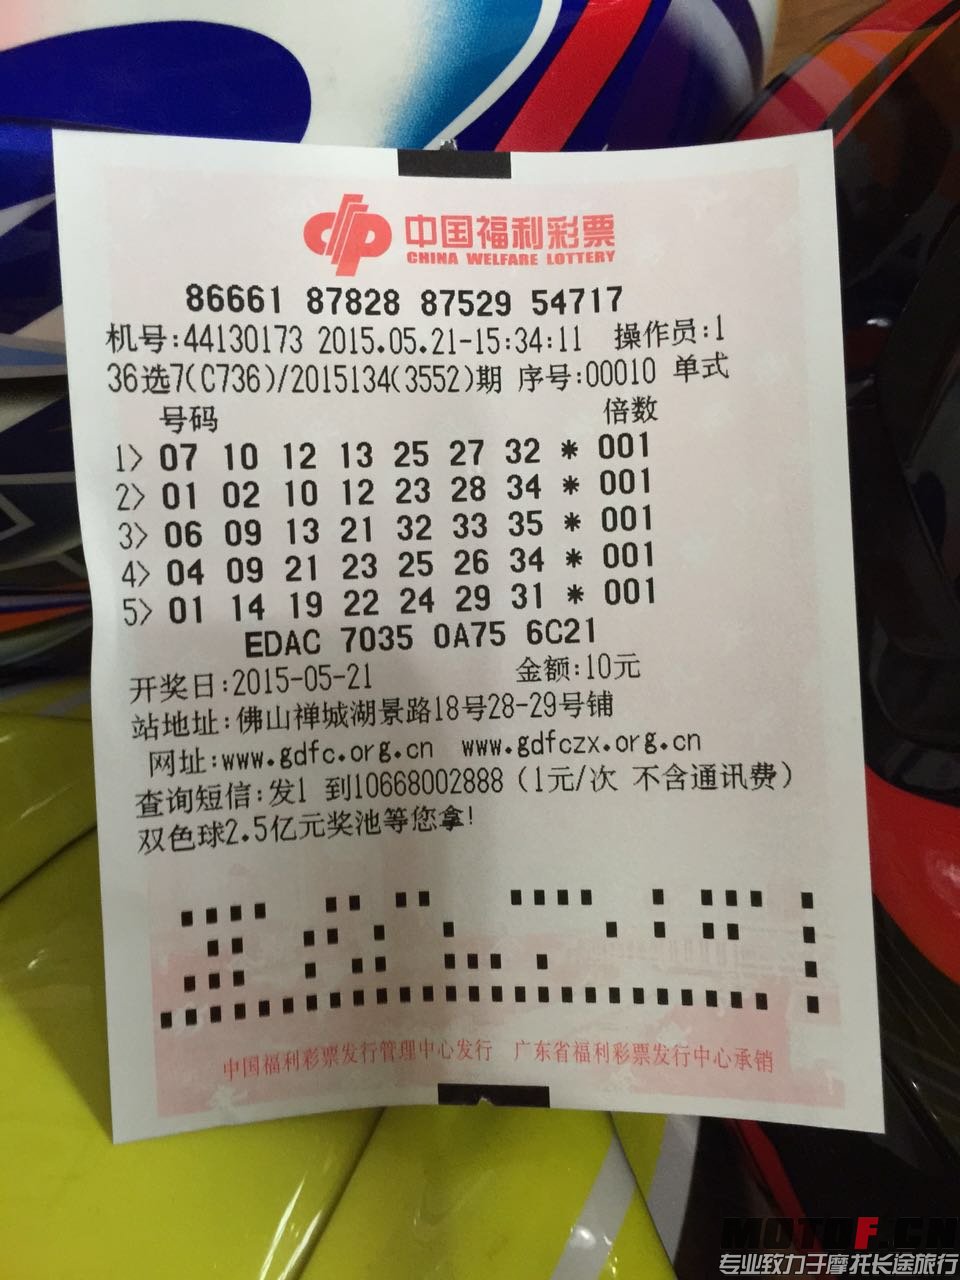 中国福利彩票
CHINA WELFARE LOTTERY
86661 87828 87529 54717
机号:44130173 2015.05.21-15:34:11 操作员:1
36选7(C736)/2015134(3552)期 序号:00010 单式
号码 倍数
1> 07 10 12 13 25 27 32 * 001
2> 01 02 10 12 23 28 34 * 001
3> 06 09 13 21 32 33 35 * 001
4> 04 09 21 23 25 26 34 * 001
5> 01 14 19 22 24 29 31 * 001
EDAC 7035 0A75 6C21
开奖日:2015-05-21 金额:10元
站地址:佛山禅城湖景路18号28-29号铺
网址:www.gdfc.org.cn www.gdfczx.org.cn
查询短信:发1 到10668002888 (1元/次 不含通讯费)
双色球2.5亿元奖池等您拿!
中国福利彩票发行管理中心发行 广东省福利彩票发行中心承销
MOTOF.CN
专业致力于摩托长途旅行